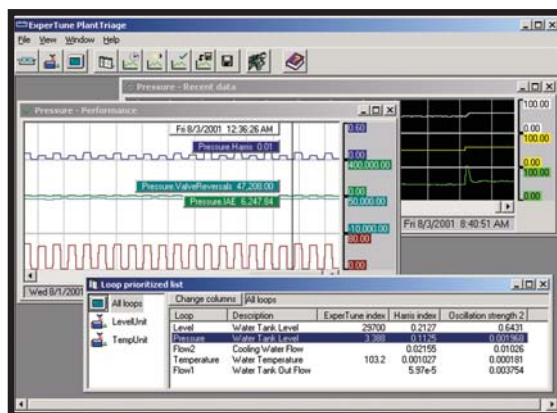 ExperTune PlantTriage
File View Window Help
Pressure - Recent data
Pressure - Performance
Fri 8/3/2001 12:36:26 AM
Pressure.Harris 0.01
0.60
0.00
400,000.00
Pressure.ValveReversals 47,208.00
Pressure.IAE 6,247.84
0.00
50,000.00
-10,000.00
80.00
0.00
100.00
0.00
100.00
0.00
100.00
0.00
Fri 8/3/2001 8:40:51 AM
Wed 8/1/2001
Loop prioritized list
All loops
LevelUnit
TempUnit
Change columns All loops
Loop Description ExperTune index Harris index Oscillation strength 2
Level Water Tank Level 29700 0.2127 0.6431
Pressure Water Tank Level 3.388 0.1125 0.001968
Flow2 Cooling Water Flow 0.02155 0.01026
Temperature Water Temperature 103.2 0.001027 0.000181
Flow1 Water Tank Out Flow 5.97e-5 0.003754